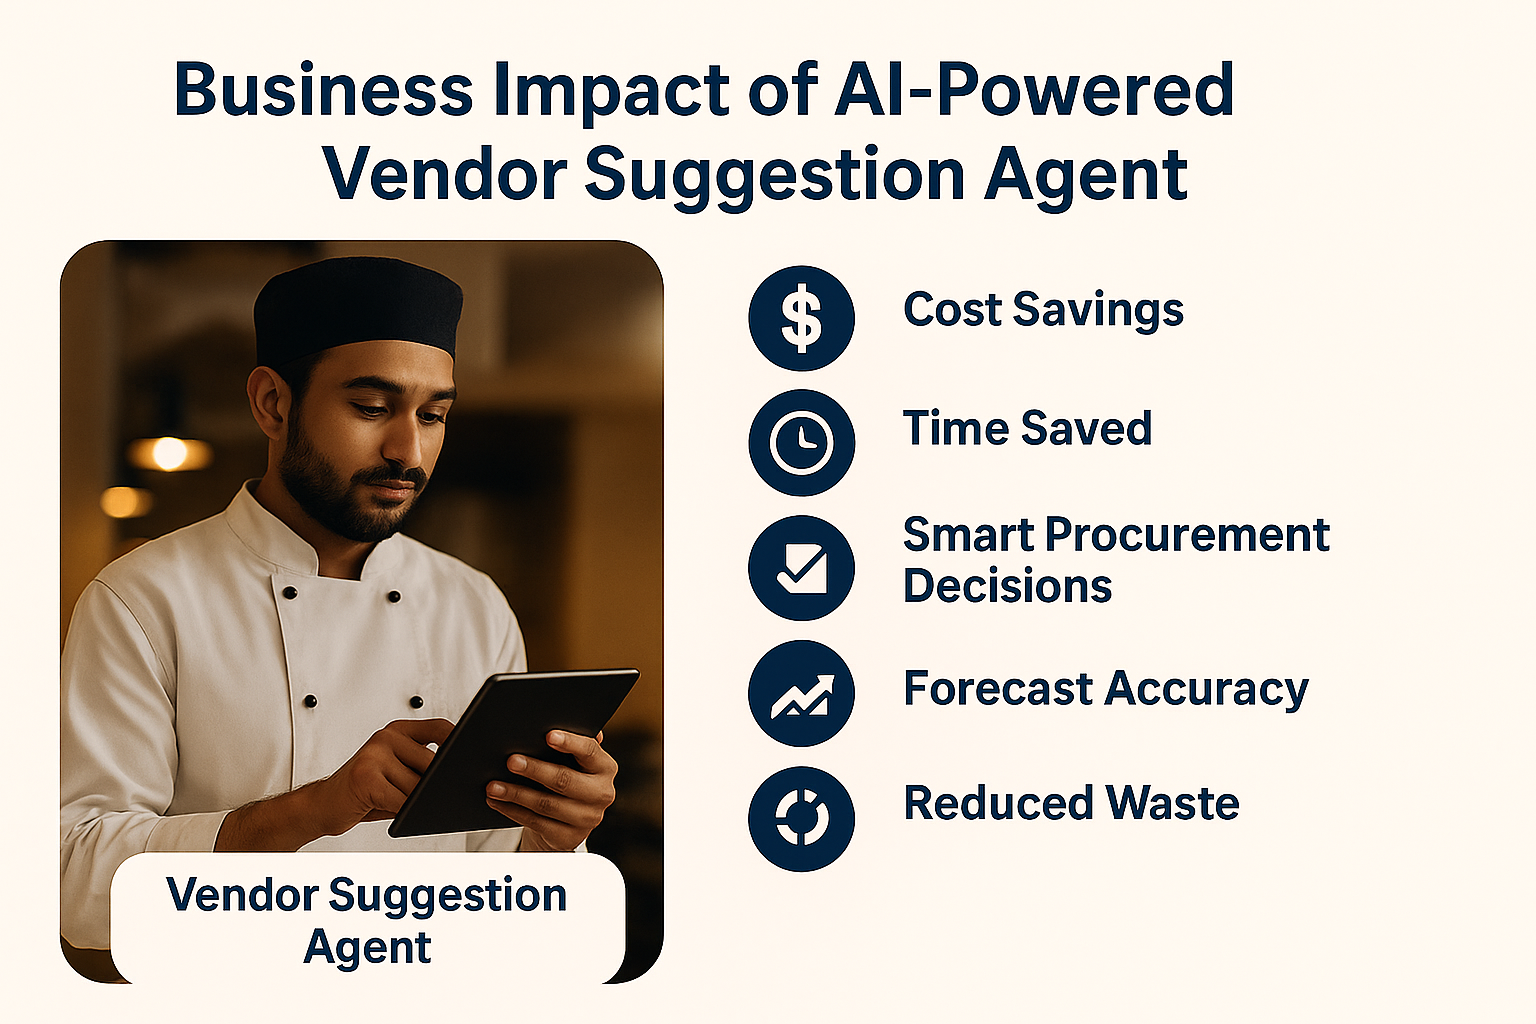 Business Impact of AI-Powered
Vendor Suggestion Agent
$
Cost Savings
Time Saved
Smart Procurement
Decisions
Forecast Accuracy
Reduced Waste
Vendor Suggestion
Agent